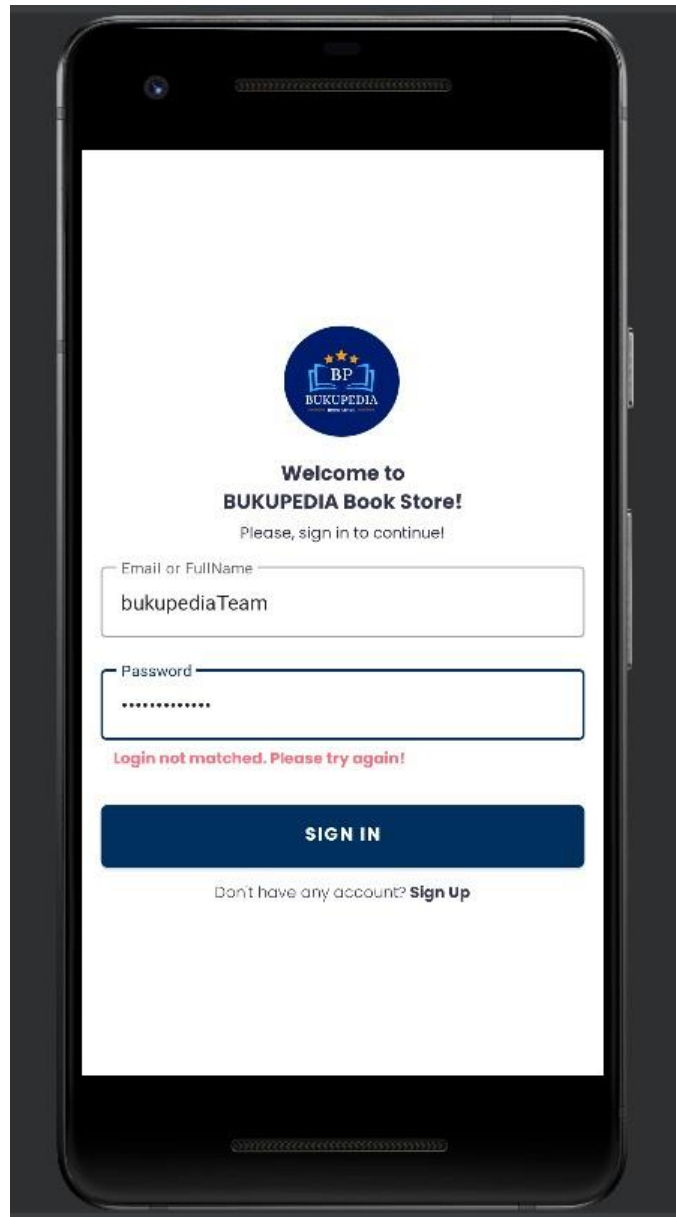 BP
BUKUPEDIA
Welcome to
BUKUPEDIA Book Store!
Please, sign in to continue!
Email or FullName
bukupediaTeam
Password
•••••••••••••
Login not matched. Please try again!
SIGN IN
Don't have any account? Sign Up